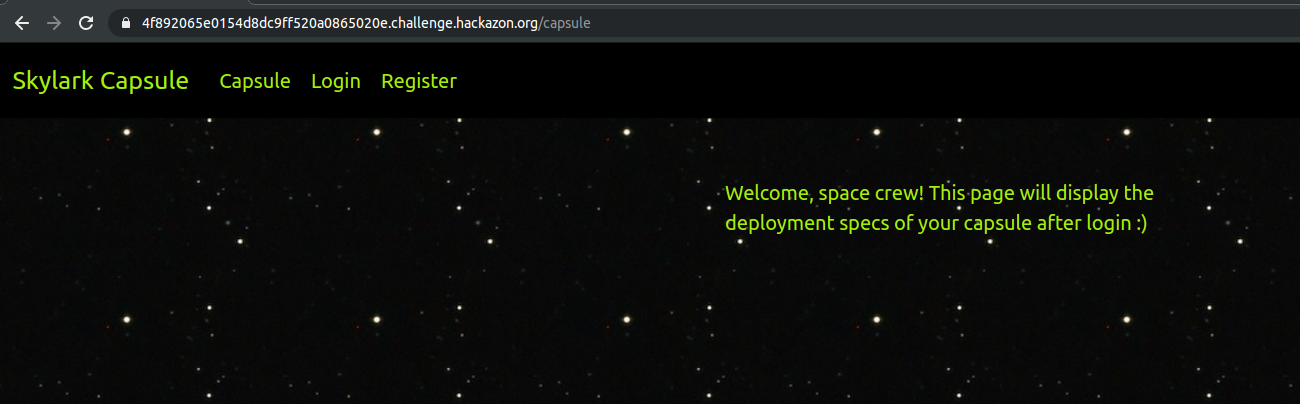 4f892065e0154d8dc9ff520a0865020e.challenge.hackazon.org/capsule
Skylark Capsule Capsule Login Register
Welcome, space crew! This page will display the
deployment specs of your capsule after login :)